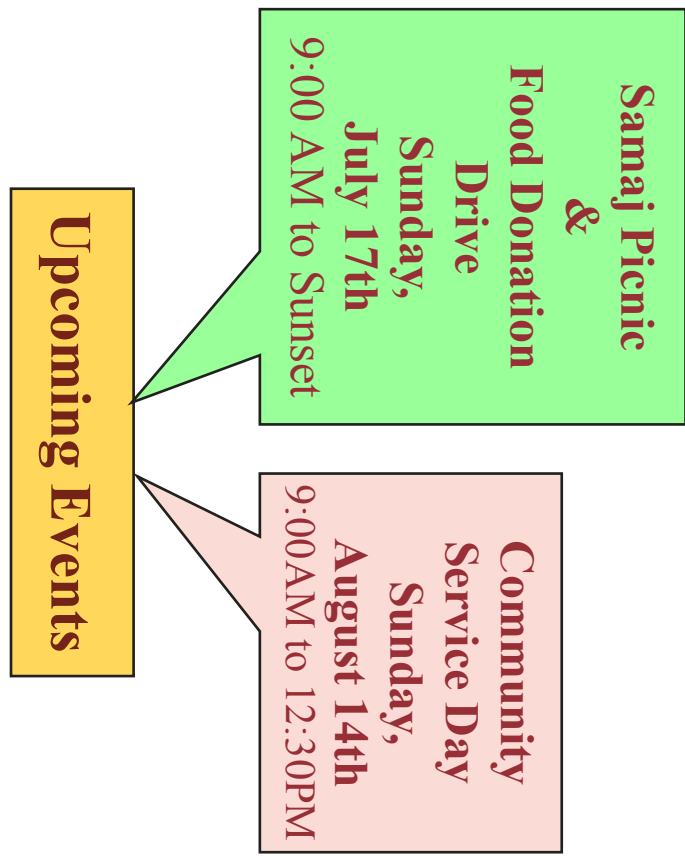 Samaj Picnic
&
Food Donation
Drive
Sunday,
July 17th
9:00 AM to Sunset
Community
Service Day
Sunday,
August 14th
9:00AM to 12:30PM
Upcoming Events